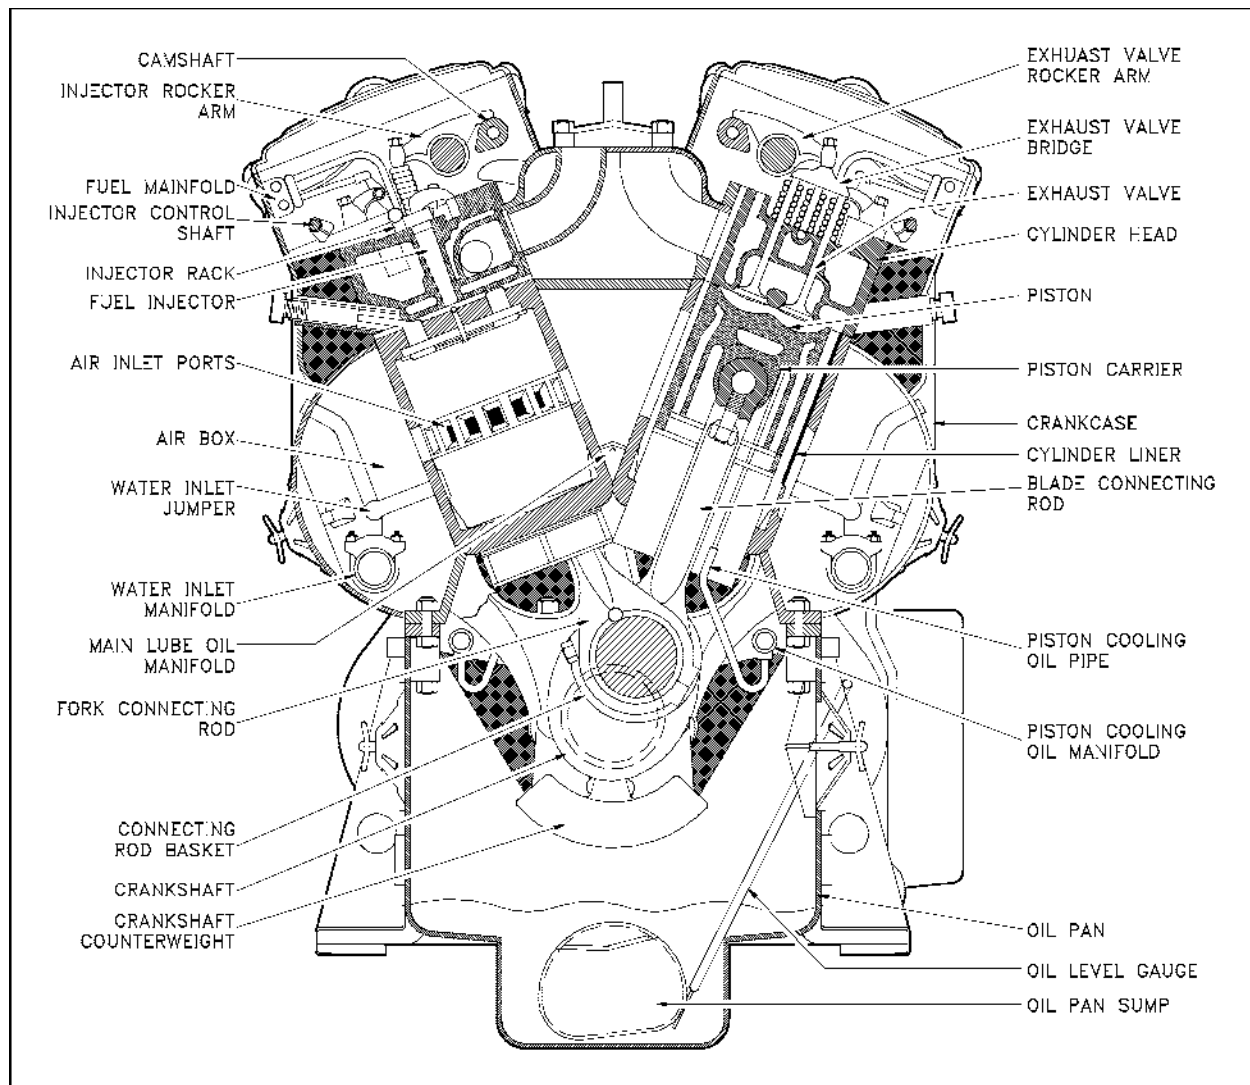 CAMSHAFT
INJECTOR ROCKER
ARM
FUEL MAINFOLD
INJECTOR CONTROL
SHAFT
INJECTOR RACK
FUEL INJECTOR
AIR INLET PORTS
AIR BOX
WATER INLET
JUMPER
WATER INLET
MANIFOLD
MAIN LUBE OIL
MANIFOLD
FORK CONNECTING
ROD
CONNECTING
ROD BASKET
CRANKSHAFT
CRANKSHAFT
COUNTERWEIGHT
EXHUAST VALVE
ROCKER ARM
EXHAUST VALVE
BRIDGE
EXHAUST VALVE
CYLINDER HEAD
PISTON
PISTON CARRIER
CRANKCASE
CYLINDER LINER
BLADE CONNECTING
ROD
PISTON COOLING
OIL PIPE
PISTON COOLING
OIL MANIFOLD
OIL PAN
OIL LEVEL GAUGE
OIL PAN SUMP